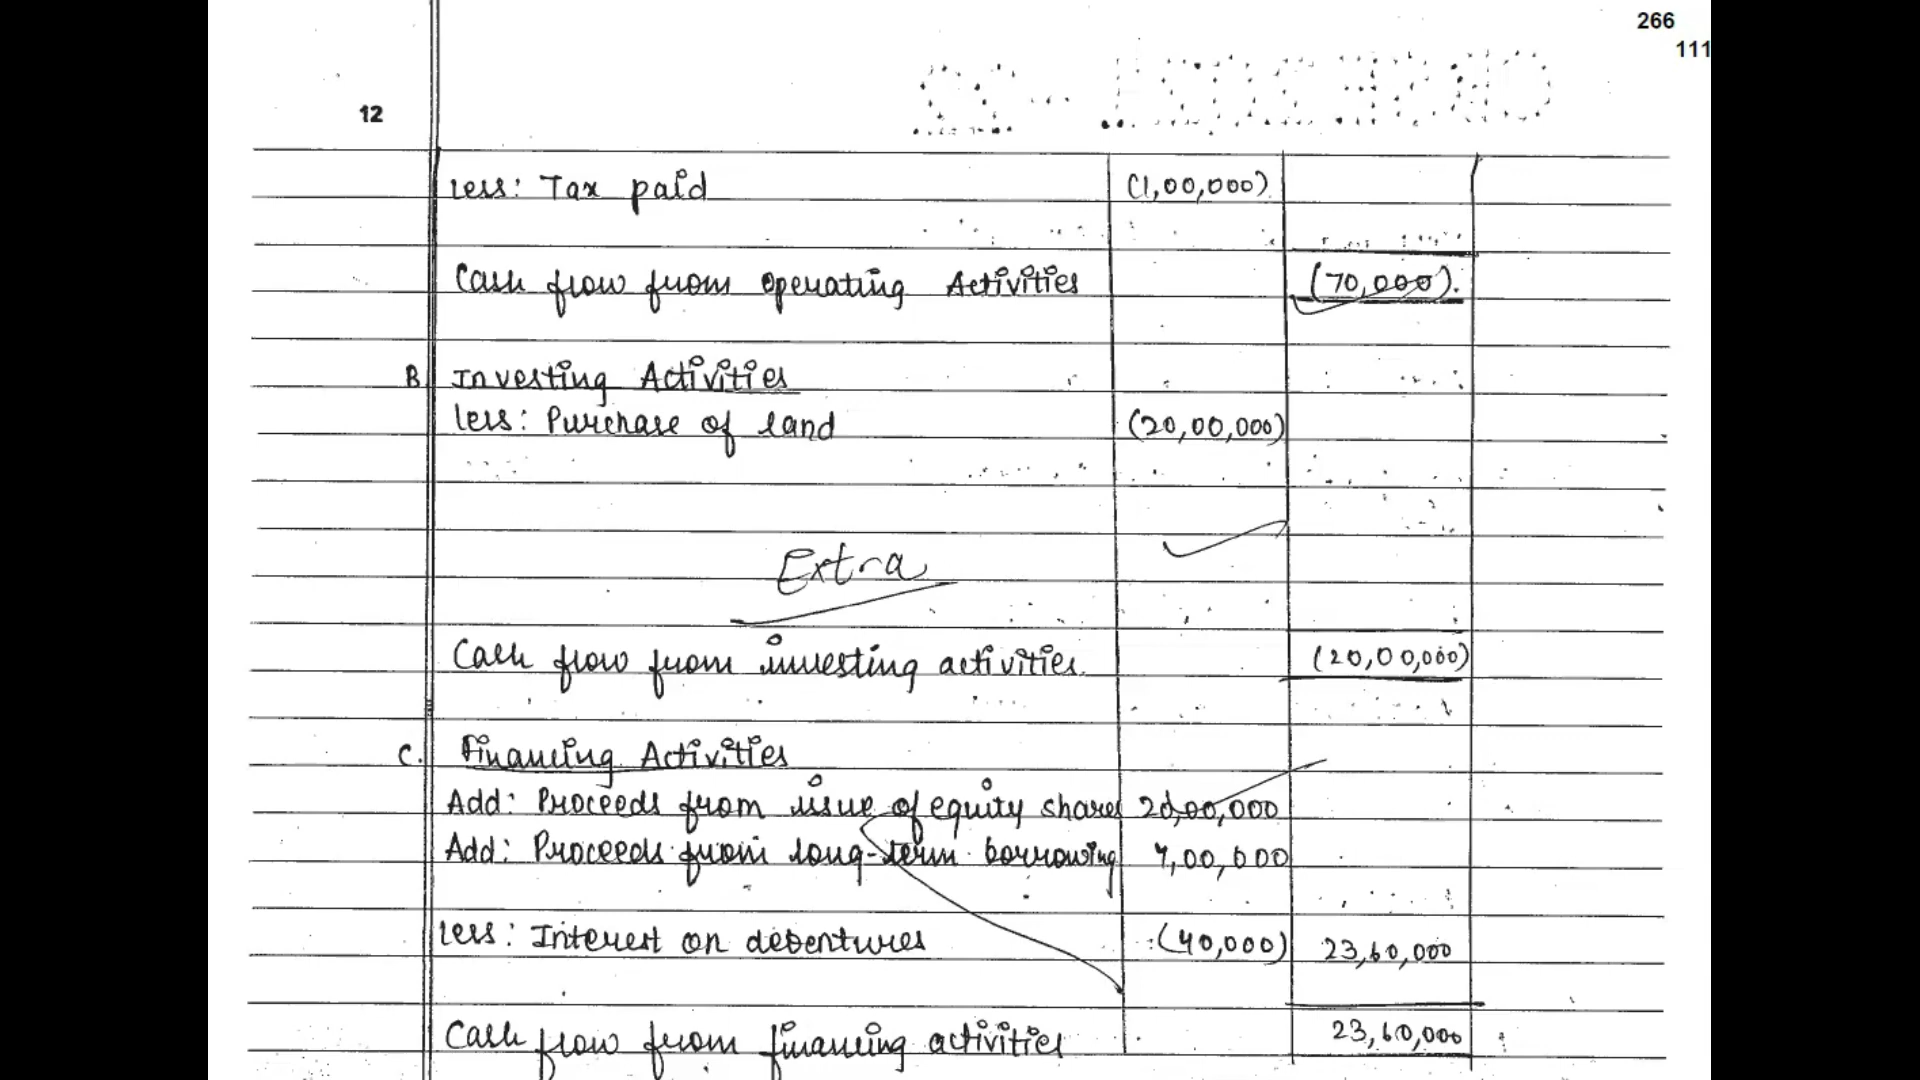 266
111
12
Less: Tax paid (1,00,000)
Cash flow from operating Activities (70,000).
B. Investing Activities
Less: Purchase of land (20,00,000)
Extra
Cash flow from investing activities. (20,00,000)
C. Financing Activities
Add: Proceeds from issue of equity shares 20,00,000
Add: Proceeds from long-term borrowing 4,00,000
Less: Interest on debentures (40,000) 23,60,000
Cash flow from financing activities 23,60,000